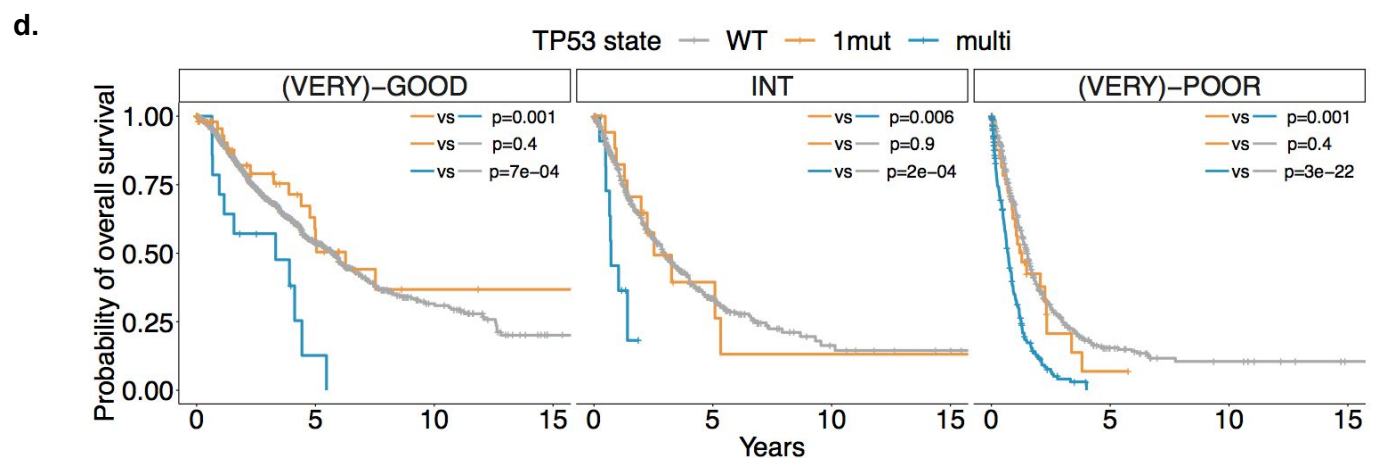 d.
TP53 state WT 1mut multi
(VERY)−GOOD INT (VERY)−POOR
Probability of overall survival
1.00
0.75
0.50
0.25
0.00
vs p=0.001
vs p=0.4
vs p=7e−04
vs p=0.006
vs p=0.9
vs p=2e−04
vs p=0.001
vs p=0.4
vs p=3e−22
0 5 10 15 0 5 10 15 0 5 10 15
Years